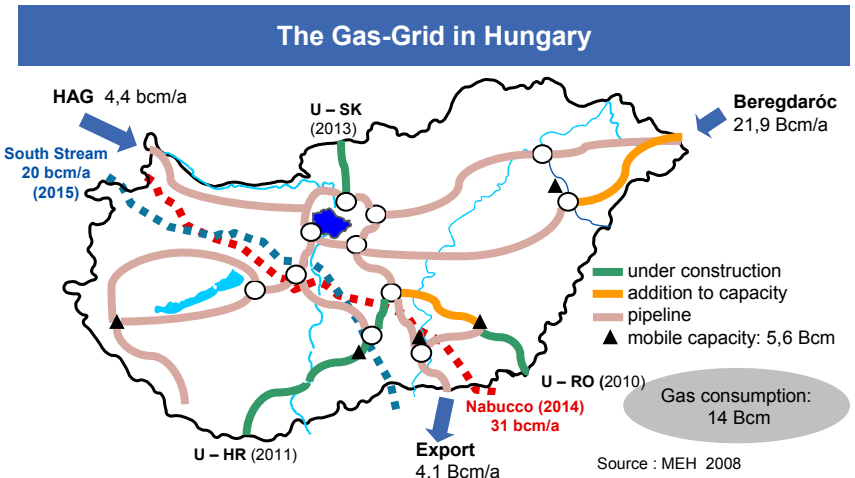 The Gas-Grid in Hungary
HAG 4,4 bcm/a
U – SK
(2013)
Beregdaróc
21,9 Bcm/a
South Stream
20 bcm/a
(2015)
under construction
addition to capacity
pipeline
mobile capacity: 5,6 Bcm
U – RO (2010)
Gas consumption:
14 Bcm
Nabucco (2014)
31 bcm/a
U – HR (2011)
Export
4,1 Bcm/a
Source : MEH 2008